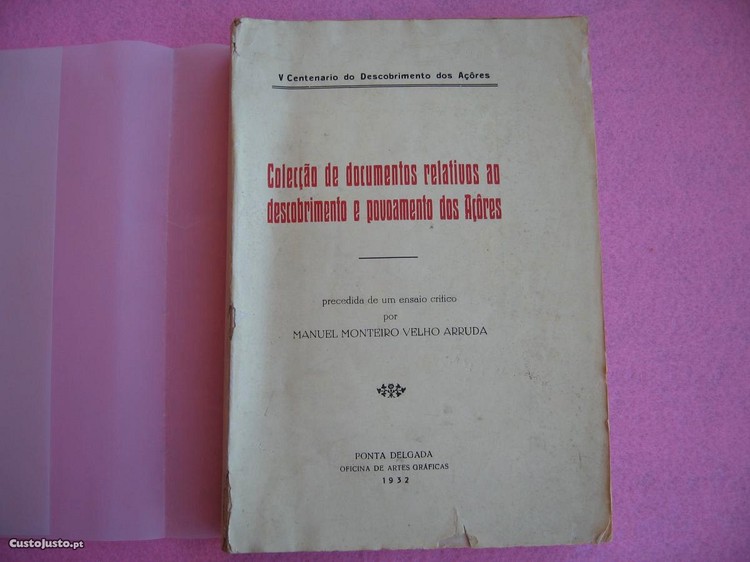 V Centenario do Descobrimento dos Açôres
Colecção de documentos relativos ao
descobrimento e povoamento dos Açôres
precedida de um ensaio crítico
por
MANUEL MONTEIRO VELHO ARRUDA
PONTA DELGADA
OFICINA DE ARTES GRÁFICAS
1932
CustoJusto.pt